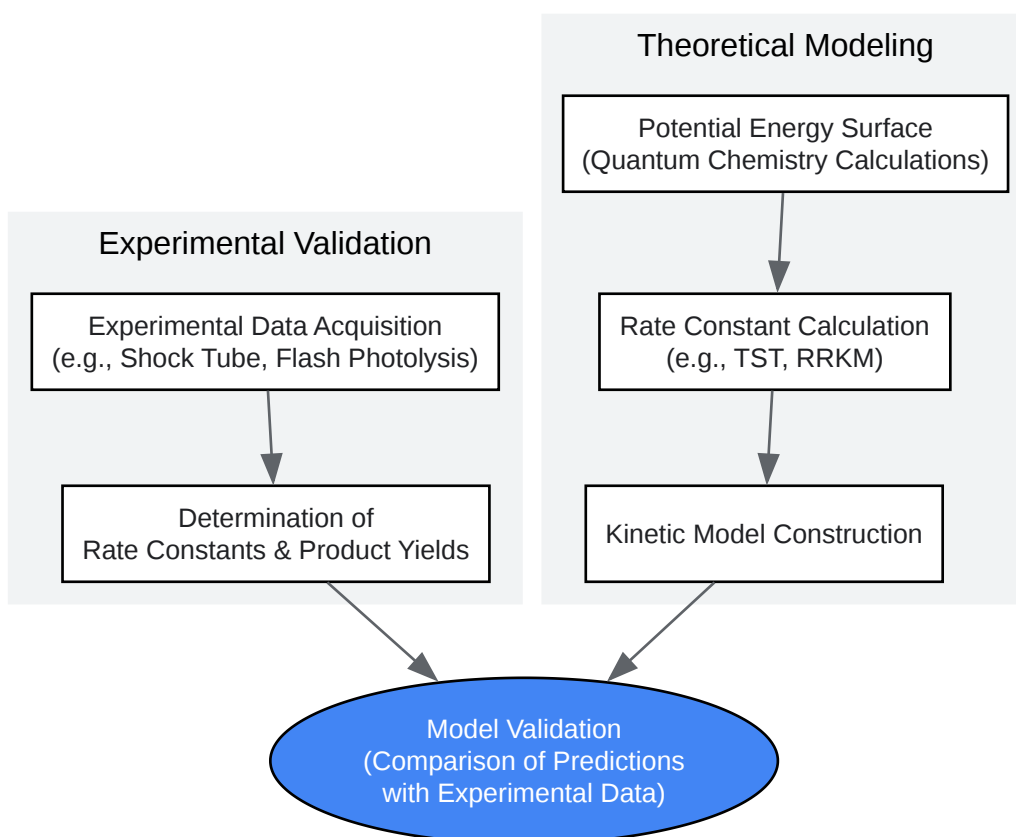 Theoretical Modeling
Potential Energy Surface
(Quantum Chemistry Calculations)
Experimental Validation
Experimental Data Acquisition
(e.g., Shock Tube, Flash Photolysis)
Rate Constant Calculation
(e.g., TST, RRKM)
Determination of
Rate Constants & Product Yields
Kinetic Model Construction
Model Validation
(Comparison of Predictions
with Experimental Data)